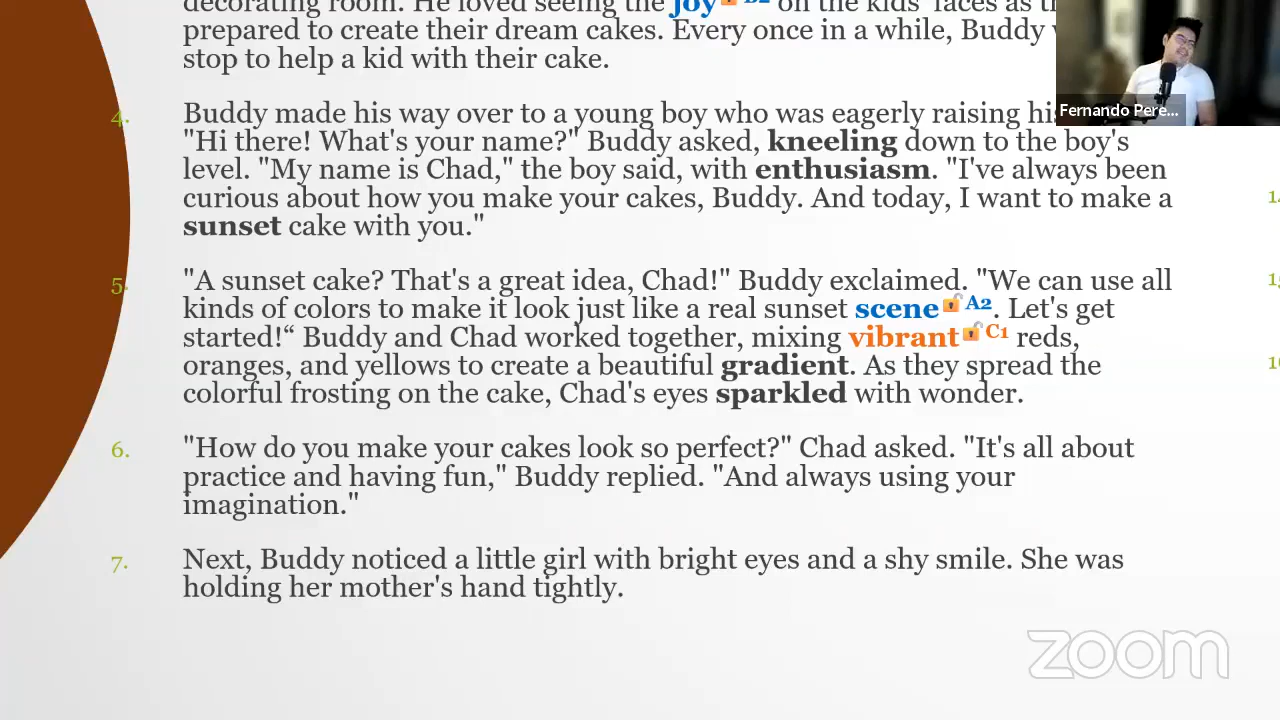 decorating room. He loved seeing the joy B2 on the kids' faces as
prepared to create their dream cakes. Every once in a while, Buddy
stop to help a kid with their cake.
4. Buddy made his way over to a young boy who was eagerly raising
"Hi there! What's your name?" Buddy asked, kneeling down to the boy's
level. "My name is Chad," the boy said, with enthusiasm. "I've always been
curious about how you make your cakes, Buddy. And today, I want to make a
sunset cake with you."
5. "A sunset cake? That's a great idea, Chad!" Buddy exclaimed. "We can use all
kinds of colors to make it look just like a real sunset scene A2. Let's get
started!“ Buddy and Chad worked together, mixing vibrant C1 reds,
oranges, and yellows to create a beautiful gradient. As they spread the
colorful frosting on the cake, Chad's eyes sparkled with wonder.
6. "How do you make your cakes look so perfect?" Chad asked. "It's all about
practice and having fun," Buddy replied. "And always using your
imagination."
7. Next, Buddy noticed a little girl with bright eyes and a shy smile. She was
holding her mother's hand tightly.
Fernando Pere...
zoom